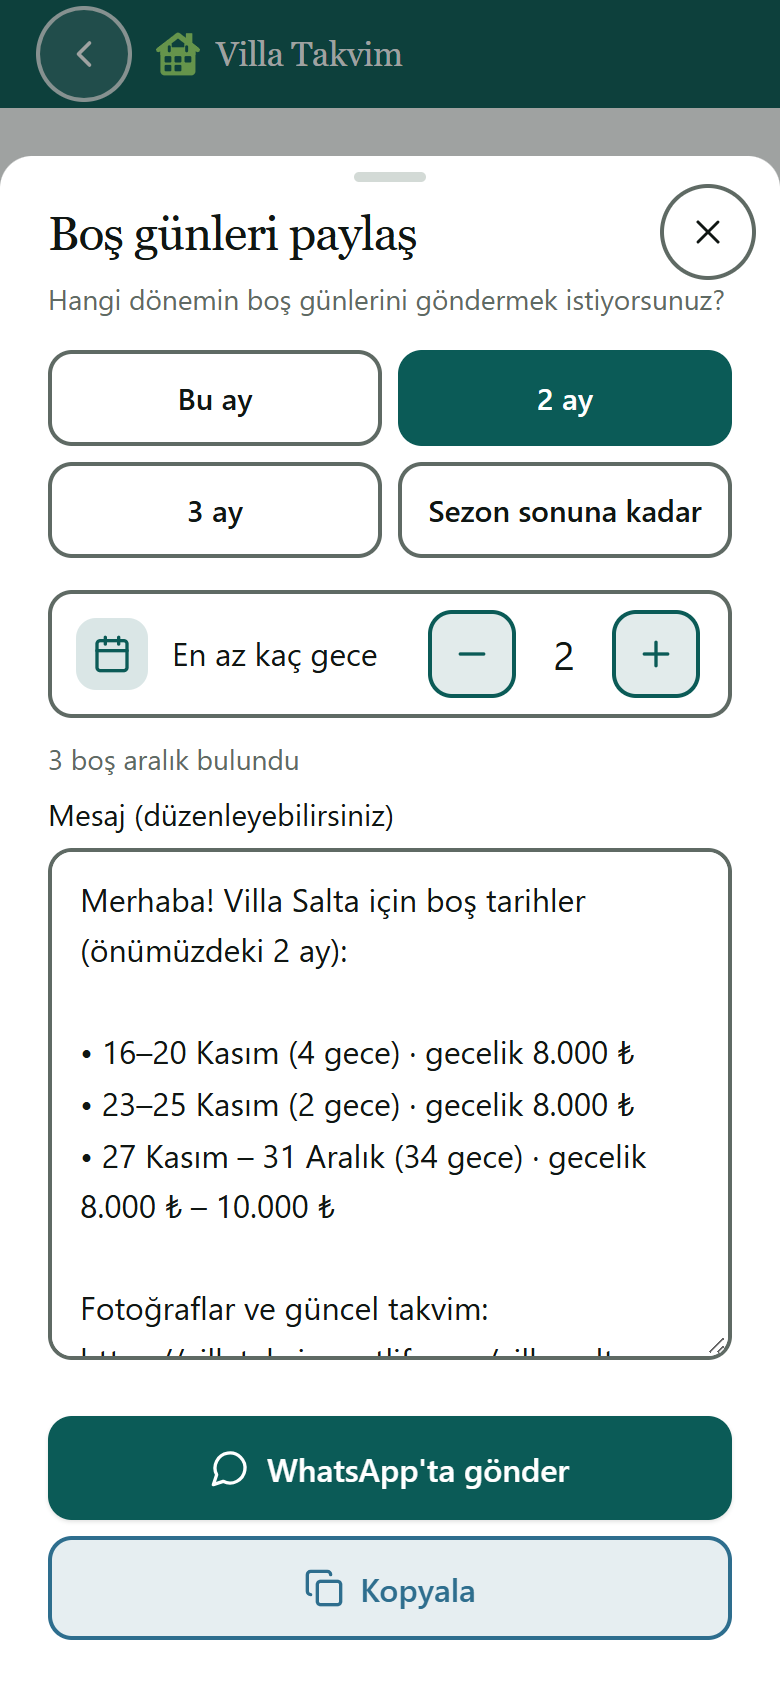 Villa Takvim
Boş günleri paylaş
Hangi dönemin boş günlerini göndermek istiyorsunuz?
Bu ay
2 ay
3 ay
Sezon sonuna kadar
En az kaç gece
2
3 boş aralık bulundu
Mesaj (düzenleyebilirsiniz)
Merhaba! Villa Salta için boş tarihler
(önümüzdeki 2 ay):
• 16–20 Kasım (4 gece) · gecelik 8.000 ₺
• 23–25 Kasım (2 gece) · gecelik 8.000 ₺
• 27 Kasım – 31 Aralık (34 gece) · gecelik
8.000 ₺ – 10.000 ₺
Fotoğraflar ve güncel takvim:
WhatsApp'ta gönder
Kopyala